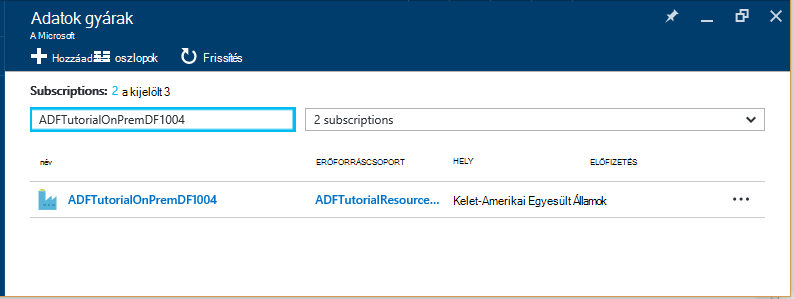 Adatok gyárak
A Microsoft
Hozzáad oszlopok Frissítés
Subscriptions: 2 a kijelölt 3
ADFTutorialOnPremDF1004 2 subscriptions
név ERŐFORRÁSCSOPORT HELY ELŐFIZETÉS
ADFTutorialOnPremDF1004 ADFTutorialResource... Kelet-Amerikai Egyesült Államok